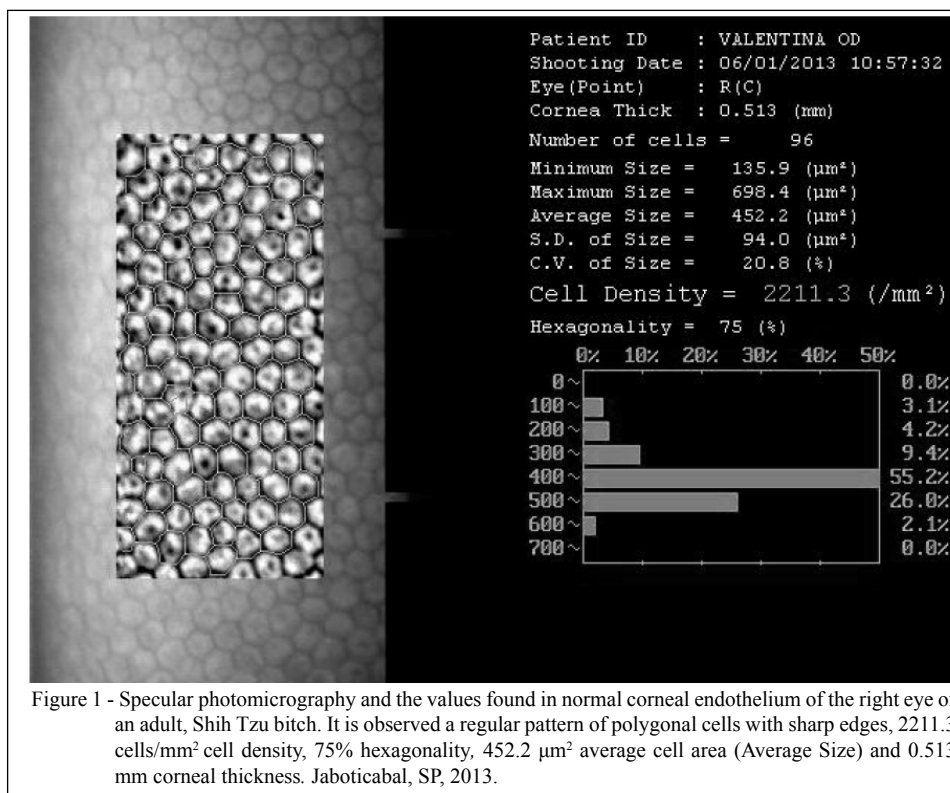 Patient ID : VALENTINA OD
Shooting Date : 06/01/2013 10:57:32
Eye(Point) : R(C)
Cornea Thick : 0.513 (mm)
Number of cells = 96
Minimum Size = 135.9 (μm²)
Maximum Size = 698.4 (μm²)
Average Size = 452.2 (μm²)
S.D. of Size = 94.0 (μm²)
C.V. of Size = 20.8 (%)
Cell Density = 2211.3 (/mm²)
Hexagonality = 75 (%)
0% 10% 20% 30% 40% 50%
0~ 0.0%
100~ 3.1%
200~ 4.2%
300~ 9.4%
400~ 55.2%
500~ 26.0%
600~ 2.1%
700~ 0.0%
Figure 1 - Specular photomicrography and the values found in normal corneal endothelium of the right eye
an adult, Shih Tzu bitch. It is observed a regular pattern of polygonal cells with sharp edges, 2211.3
cells/mm² cell density, 75% hexagonality, 452.2 μm² average cell area (Average Size) and 0.513
mm corneal thickness. Jaboticabal, SP, 2013.